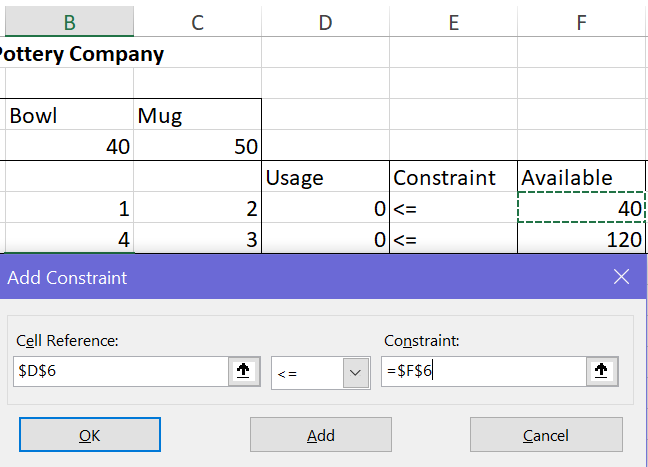 B C D E F
ottery Company
Bowl Mug
40 50
Usage Constraint Available
1 2 0 <= 40
4 3 0 <= 120
Add Constraint
Cell Reference: Constraint:
$D$6 <= =$F$6
OK Add Cancel